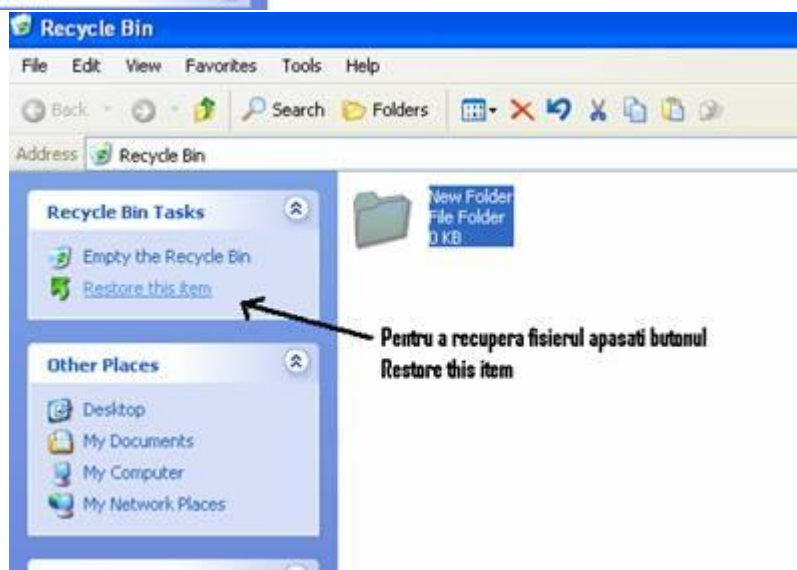 Recycle Bin
File Edit View Favorites Tools Help
Back Search Folders
Address Recycle Bin
Recycle Bin Tasks
Empty the Recycle Bin
Restore this item
New Folder
File Folder
0 KB
Pentru a recupera fisierul apasati butonul
Restore this item
Other Places
Desktop
My Documents
My Computer
My Network Places